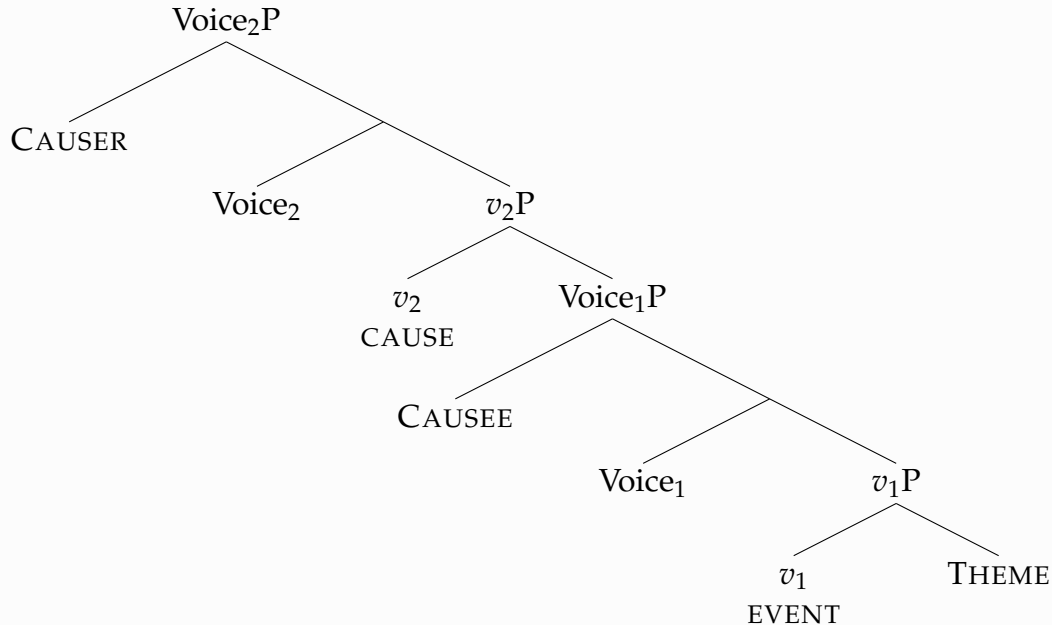 Voice₂P
CAUSER
Voice₂
v₂P
v₂
CAUSE
Voice₁P
CAUSEE
Voice₁
v₁P
v₁
EVENT
THEME